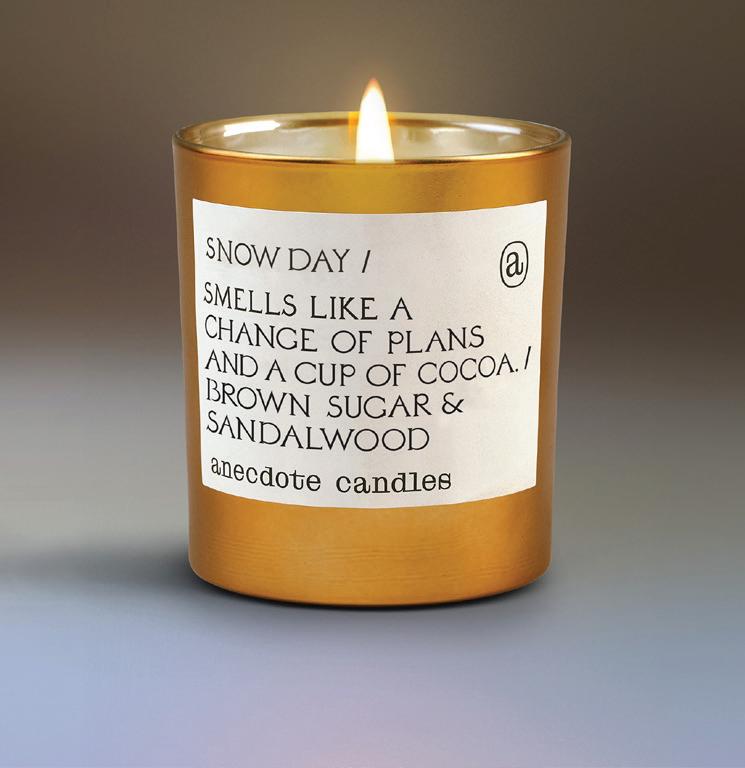 SNOW DAY /
a
SMELLS LIKE A
CHANGE OF PLANS
AND A CUP OF COCOA. /
BROWN SUGAR &
SANDALWOOD
anecdote candles